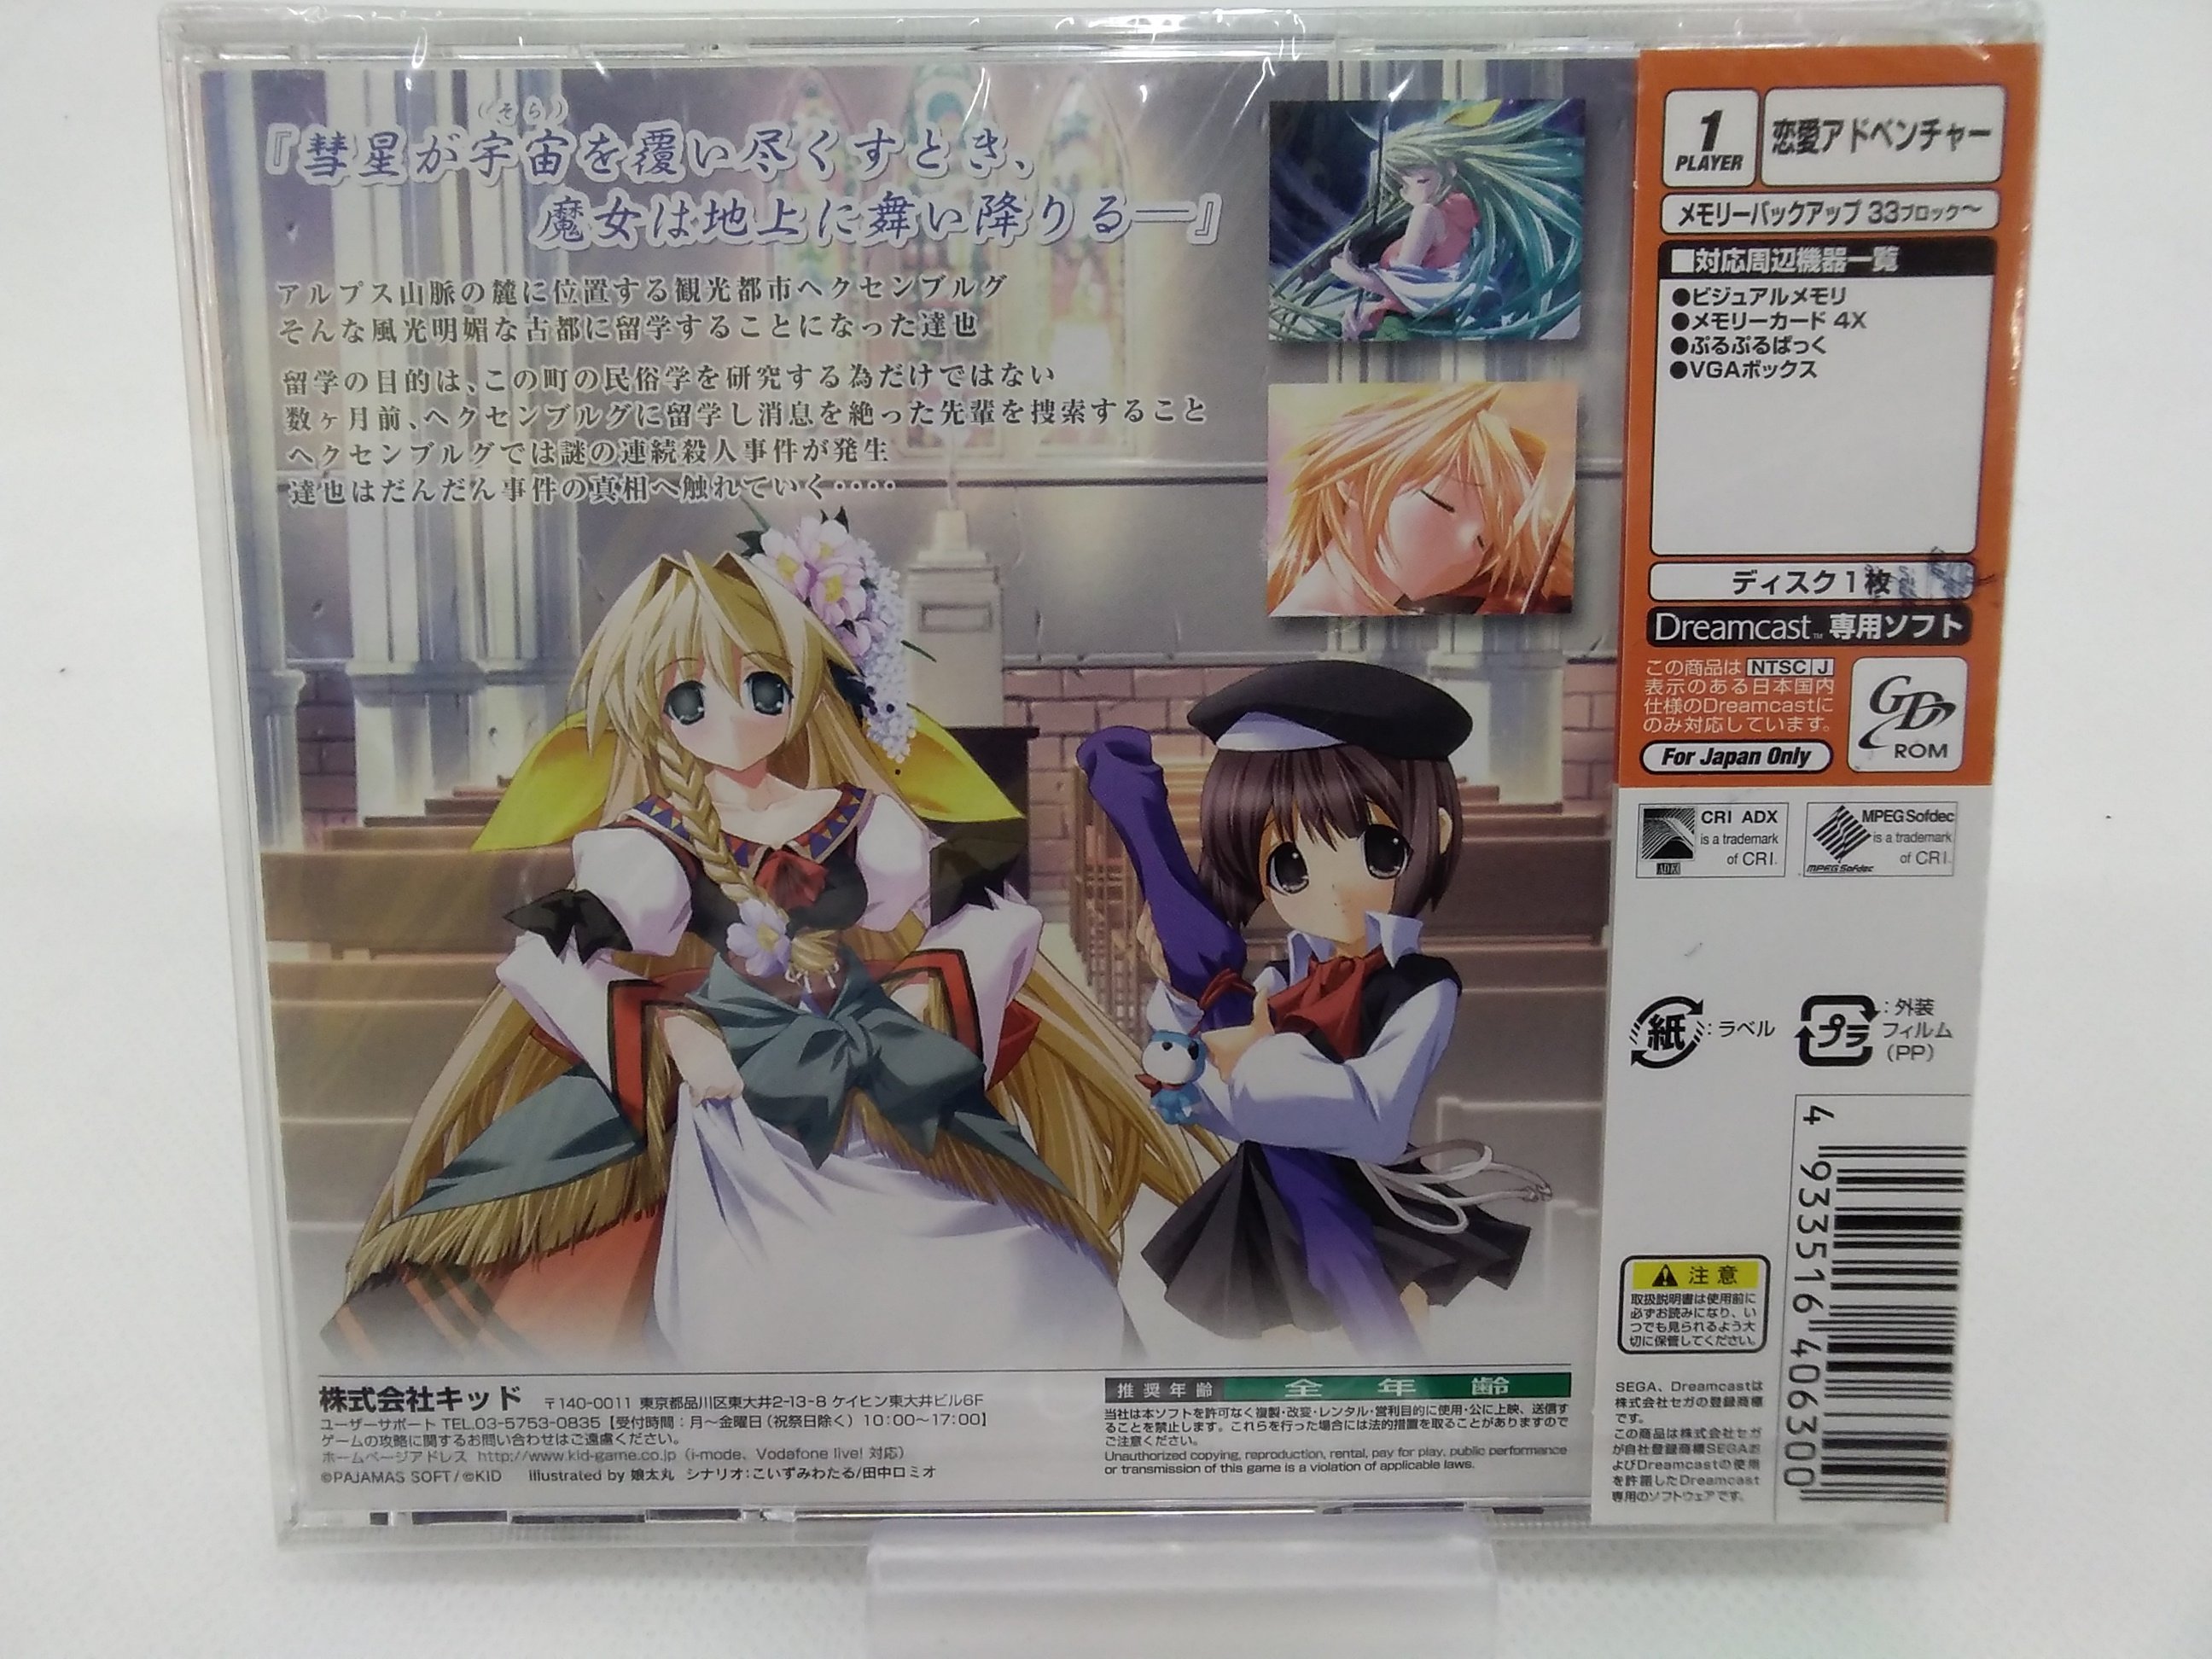 そら
『彗星が宇宙を覆い尽くすとき、
魔女は地上に舞い降りる―』
アルプス山脈の麓に位置する観光都市ヘクセンブルグ
そんな風光明媚な古都に留学することになった達也
留学の目的は、この町の民俗学を研究する為だけではない
数ヶ月前、ヘクセンブルグに留学し消息を絶った先輩を捜索すること
ヘクセンブルグでは謎の連続殺人事件が発生
達也はだんだん事件の真相へ触れていく‥‥
株式会社キッド 〒140-0011 東京都品川区東大井2-13-8 ケイヒン東大井ビル6F
ユーザーサポート TEL.03-5753-0835【受付時間：月～金曜日（祝祭日除く）10：00～17：00】
ゲームの攻略に関するお問い合わせはご遠慮ください。
ホームページアドレス http://www.kid-game.co.jp（i-mode、Vodafone live! 対応）
©PAJAMAS SOFT/©KID Illustrated by 娘太丸 シナリオ：こいずみわたる/田中ロミオ
推奨年齢 全年齢
当社は本ソフトを許可なく複製・改変・レンタル・営利目的に使用・公に上映、送信す
ることを禁止します。これらを行った場合には法的措置を取ることがありますので
ご注意ください。
Unauthorized copying, reproduction, rental, pay for play, public performance
or transmission of this game is a violation of applicable laws.
1
PLAYER
恋愛アドベンチャー
メモリーバックアップ 33ブロック～
■対応周辺機器一覧
●ビジュアルメモリ
●メモリーカード 4X
●ぷるぷるぱっく
●VGAボックス
ディスク1枚
Dreamcast™ 専用ソフト
この商品は NTSC J
表示のある日本国内
仕様のDreamcastに
のみ対応しています。
For Japan Only
GD
ROM
CRI ADX
is a trademark
of CRI.
ADX
MPEG Sofdec
is a trademark
of CRI.
MPEG Sofdec
紙：ラベル
プラ：外装
フィルム
（PP）
注意
取扱説明書は使用前に
必ずお読みになり、い
つでも見られるよう大
切に保管してください。
SEGA、Dreamcastは
株式会社セガの登録商標
です。
この商品は株式会社セガ
が自社登録商標SEGAお
よびDreamcastの使用
を許諾したDreamcast
専用のソフトウェアです。
4 933516 406300